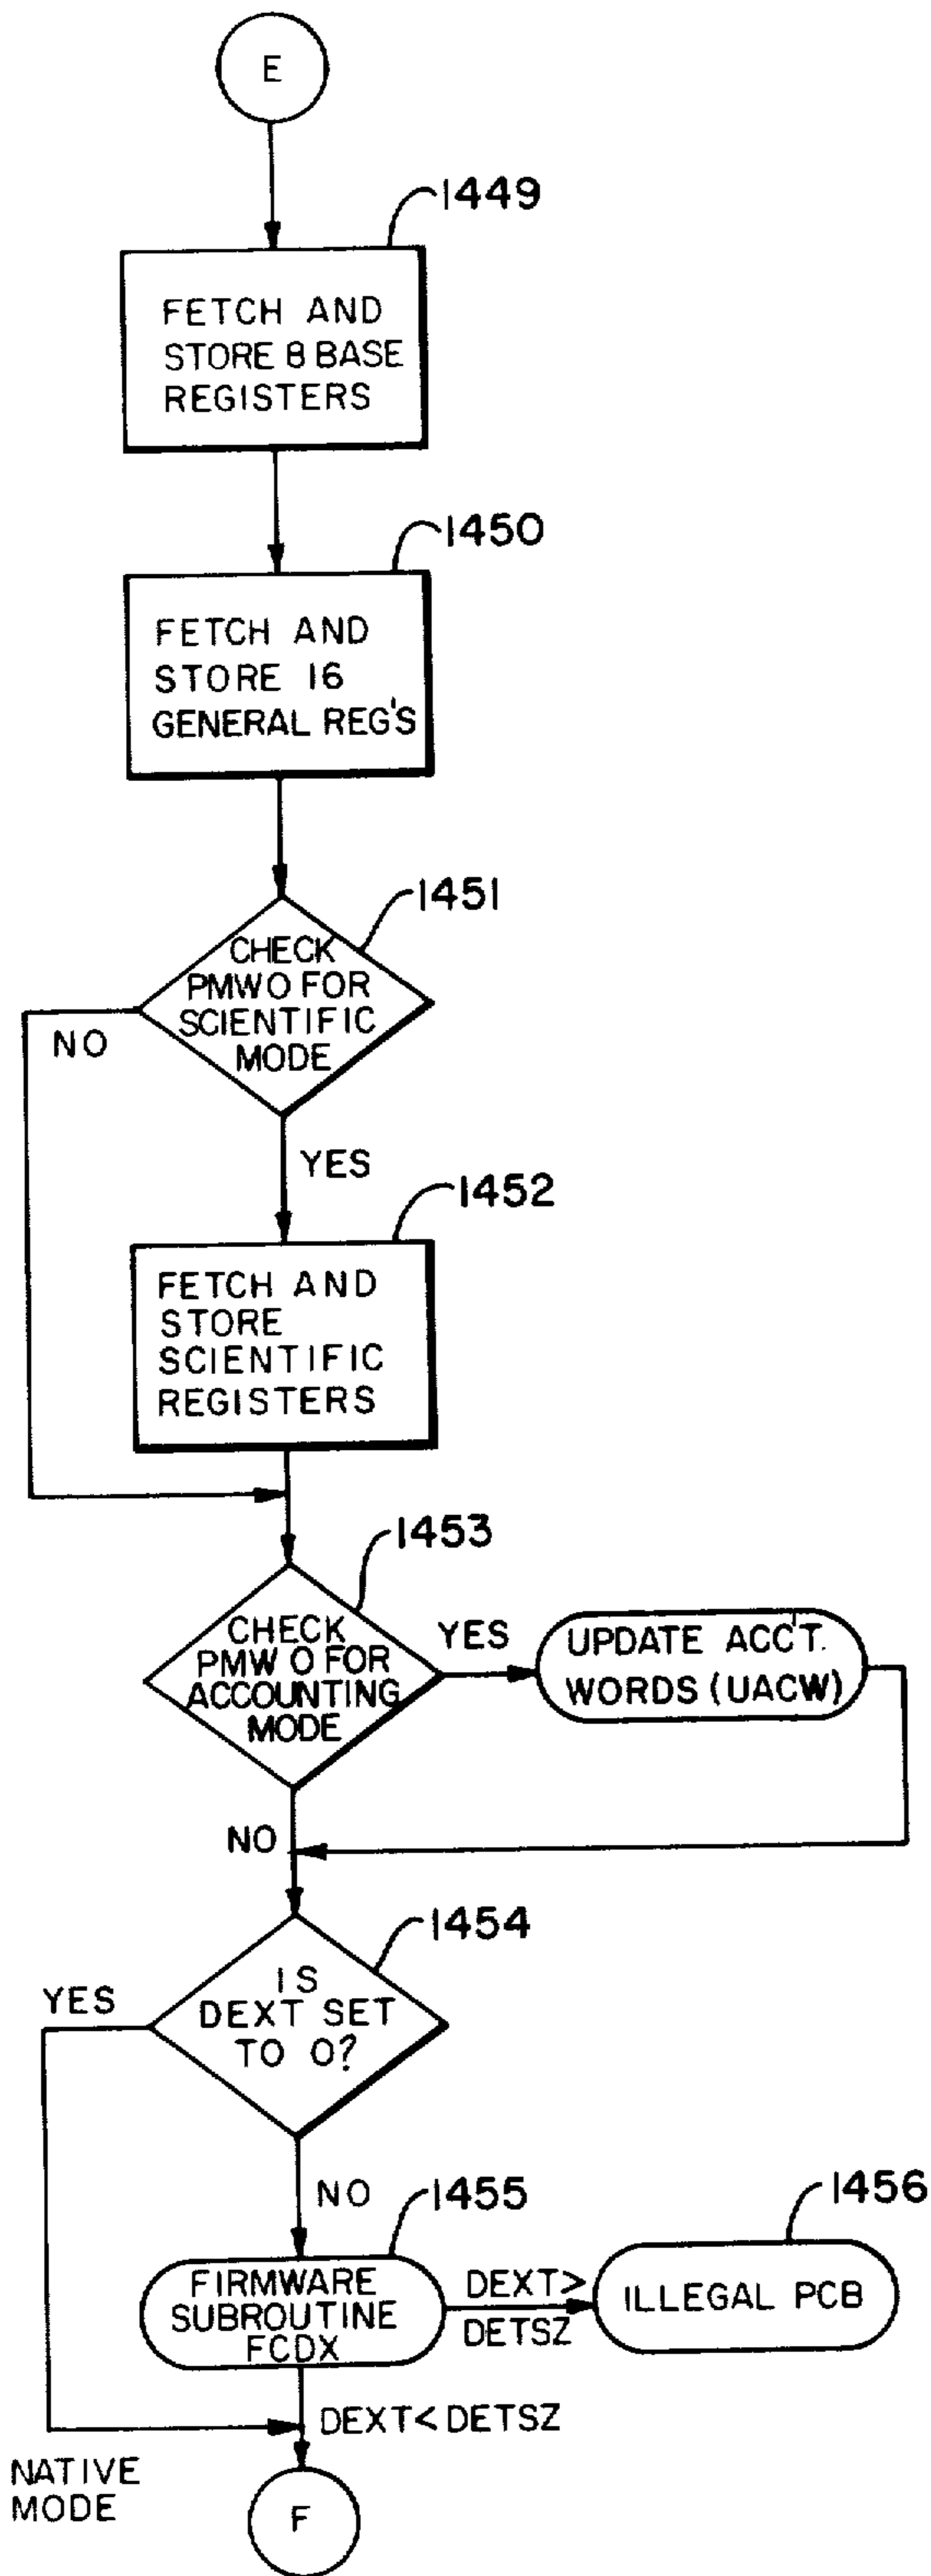 E
1449
FETCH AND
STORE 8 BASE
REGISTERS
1450
FETCH AND
STORE 16
GENERAL REG'S
1451
CHECK
PMWO FOR
SCIENTIFIC
MODE
NO
YES
1452
FETCH AND
STORE
SCIENTIFIC
REGISTERS
1453
CHECK
PMW O FOR
ACCOUNTING
MODE
YES
UPDATE ACC'T.
WORDS (UACW)
NO
1454
IS
DEXT SET
TO O?
YES
NO
1455
FIRMWARE
SUBROUTINE
FCDX
DEXT>
DETSZ
1456
ILLEGAL PCB
DEXT< DETSZ
NATIVE
MODE
F